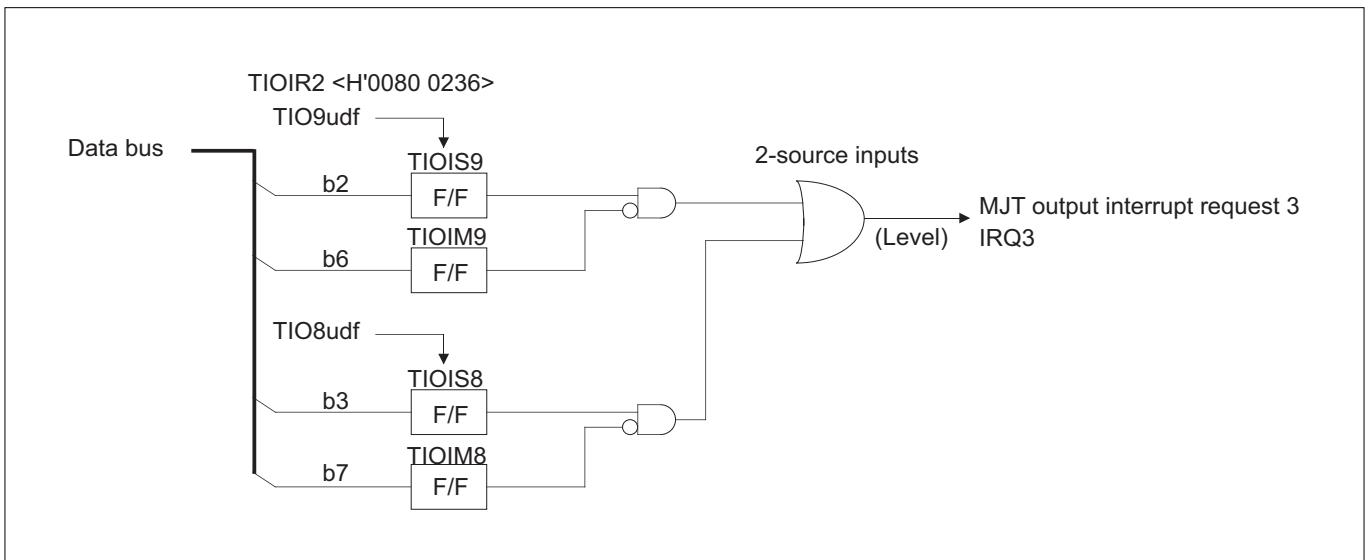 TIOIR2 <H'0080 0236>
TIO9udf
Data bus
TIOIS9
b2
F/F
TIOIM9
b6
F/F
2-source inputs
MJT output interrupt request 3
(Level)
IRQ3
TIO8udf
TIOIS8
b3
F/F
TIOIM8
b7
F/F